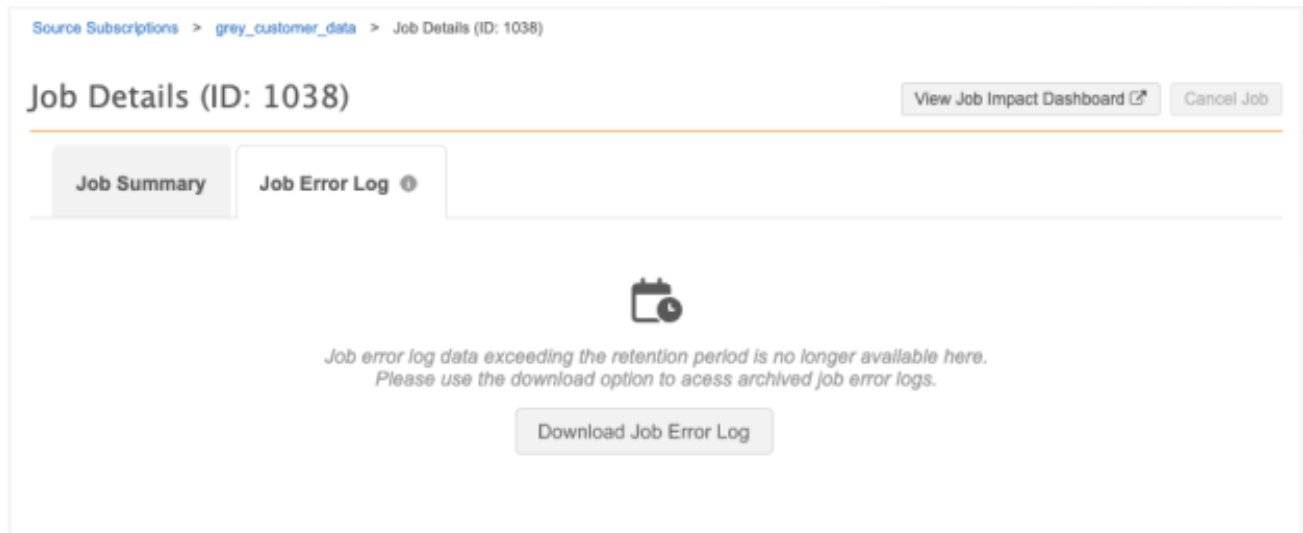 Source Subscriptions > grey_customer_data > Job Details (ID: 1038)
Job Details (ID: 1038)
View Job Impact Dashboard
Cancel Job
Job Summary
Job Error Log
Job error log data exceeding the retention period is no longer available here.
Please use the download option to acess archived job error logs.
Download Job Error Log